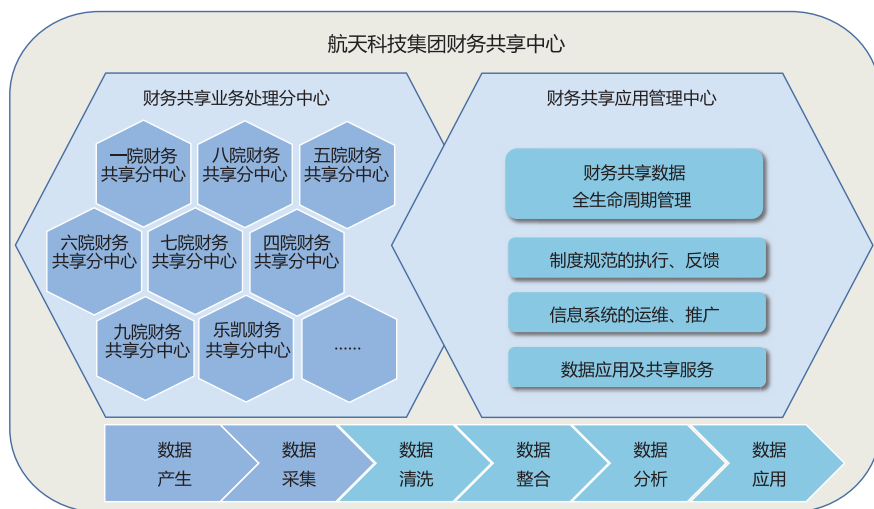 航天科技集团财务共享中心
财务共享业务处理分中心
一院财务
共享分中心
八院财务
共享分中心
五院财务
共享分中心
六院财务
共享分中心
七院财务
共享分中心
四院财务
共享分中心
九院财务
共享分中心
乐凯财务
共享分中心
......
财务共享应用管理中心
财务共享数据
全生命周期管理
制度规范的执行、反馈
信息系统的运维、推广
数据应用及共享服务
数据
产生
数据
采集
数据
清洗
数据
整合
数据
分析
数据
应用